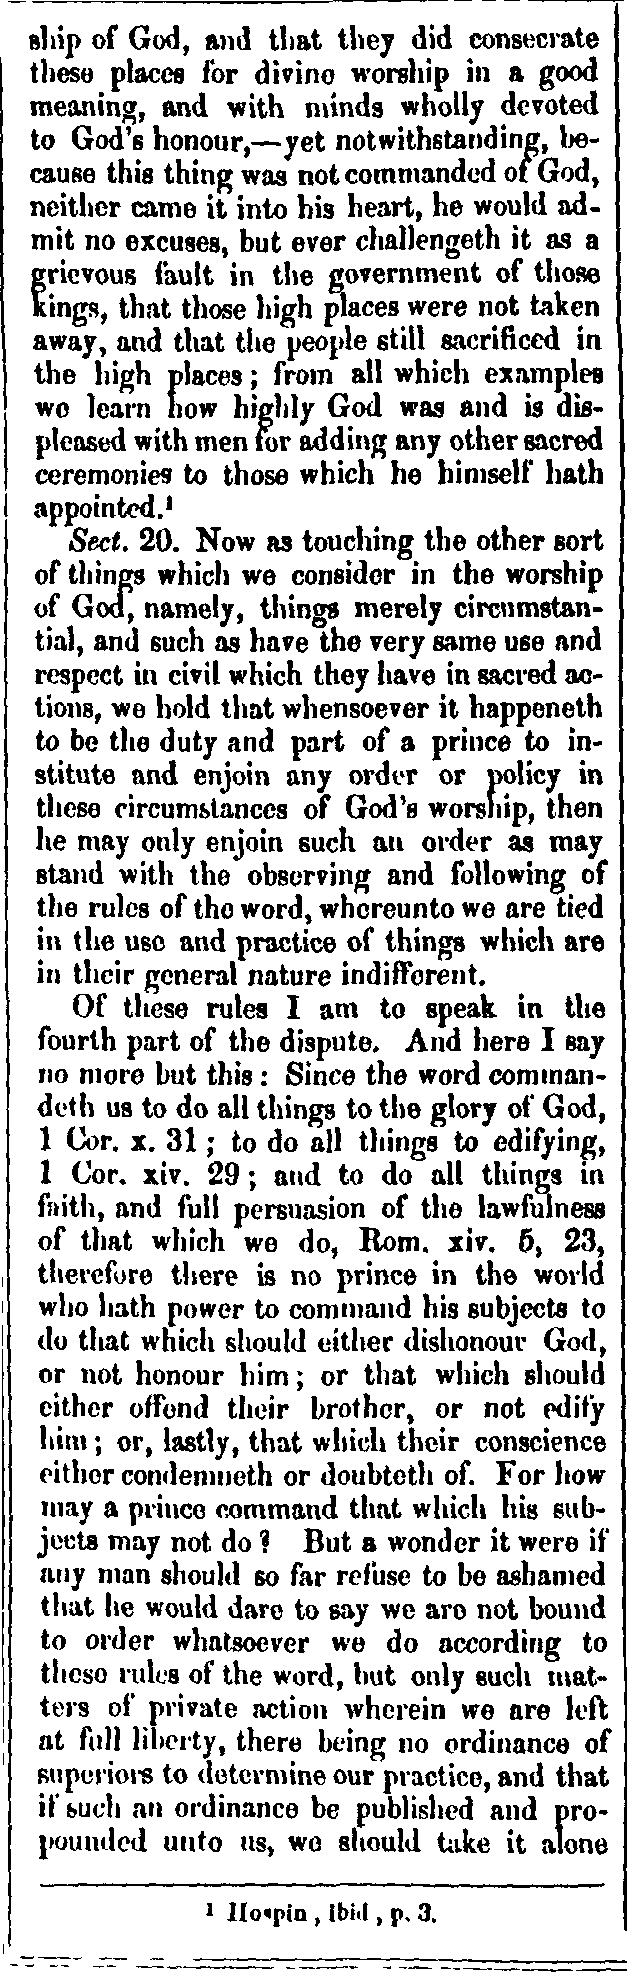 ship of God, and that they did consecrate
these places for divine worship in a good
meaning, and with minds wholly devoted
to God's honour,—yet notwithstanding, be-
cause this thing was not commanded of God,
neither came it into his heart, he would ad-
mit no excuses, but ever challengeth it as a
grievous fault in the government of those
kings, that those high places were not taken
away, and that the people still sacrificed in
the high places; from all which examples
we learn how highly God was and is dis-
pleased with men for adding any other sacred
ceremonies to those which he himself hath
appointed.¹
Sect. 20. Now as touching the other sort
of things which we consider in the worship
of God, namely, things merely circumstan-
tial, and such as have the very same use and
respect in civil which they have in sacred ac-
tions, we hold that whensoever it happeneth
to be the duty and part of a prince to in-
stitute and enjoin any order or policy in
these circumstances of God's worship, then
he may only enjoin such an order as may
stand with the observing and following of
the rules of the word, whereunto we are tied
in the use and practice of things which are
in their general nature indifferent.
Of these rules I am to speak in the
fourth part of the dispute. And here I say
no more but this: Since the word comman-
deth us to do all things to the glory of God,
1 Cor. x. 31; to do all things to edifying,
1 Cor. xiv. 29; and to do all things in
faith, and full persuasion of the lawfulness
of that which we do, Rom. xiv. 5, 23,
therefore there is no prince in the world
who hath power to command his subjects to
do that which should either dishonour God,
or not honour him; or that which should
either offend their brother, or not edify
him; or, lastly, that which their conscience
either condemneth or doubteth of. For how
may a prince command that which his sub-
jects may not do? But a wonder it were if
any man should so far refuse to be ashamed
that he would dare to say we are not bound
to order whatsoever we do according to
these rules of the word, but only such mat-
ters of private action wherein we are left
at full liberty, there being no ordinance of
superiors to determine our practice, and that
if such an ordinance be published and pro-
pounded unto us, we should take it alone
¹ Hospin, ibid, p. 3.